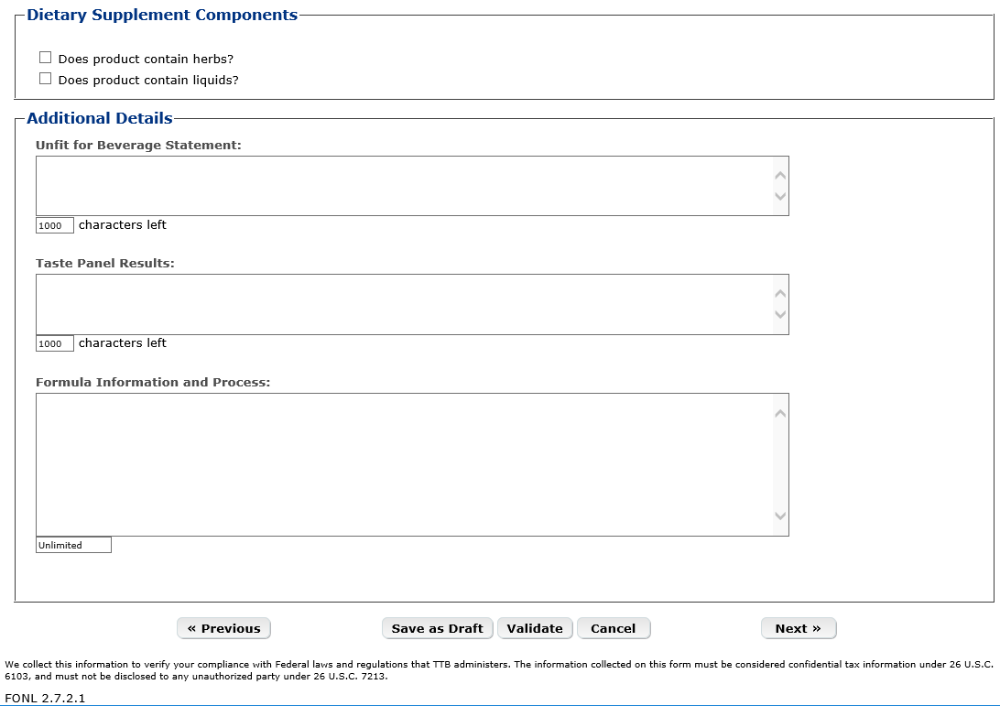 Dietary Supplement Components
Does product contain herbs?
Does product contain liquids?
Additional Details
Unfit for Beverage Statement:
1000 characters left
Taste Panel Results:
1000 characters left
Formula Information and Process:
Unlimited
« Previous Save as Draft Validate Cancel Next »
We collect this information to verify your compliance with Federal laws and regulations that TTB administers. The information collected on this form must be considered confidential tax information under 26 U.S.C.
6103, and must not be disclosed to any unauthorized party under 26 U.S.C. 7213.
FONL 2.7.2.1